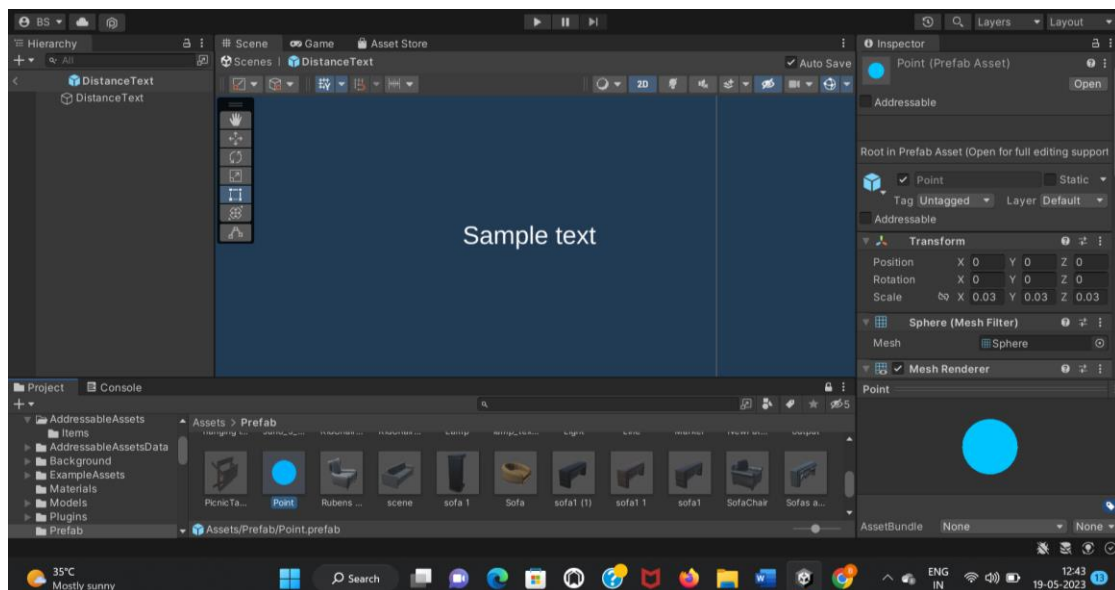 BS
Layers
Layout
Hierarchy
Scene
Game
Asset Store
Inspector
All
Scenes
DistanceText
Auto Save
Point (Prefab Asset)
DistanceText
2D
Open
DistanceText
Addressable
Root in Prefab Asset (Open for full editing support
Point
Static
Tag Untagged
Layer Default
Addressable
Sample text
Transform
Position X 0 Y 0 Z 0
Rotation X 0 Y 0 Z 0
Scale X 0.03 Y 0.03 Z 0.03
Sphere (Mesh Filter)
Mesh Sphere
Mesh Renderer
Project
Console
Point
5
AddressableAssets
Items
AddressableAssetsData
Background
ExampleAssets
Materials
Models
Plugins
Prefab
Assets > Prefab
PicnicTa... Point Rubens ... scene sofa 1 Sofa sofa1 (1) sofa1 1 sofa1 SofaChair Sofas a...
Assets/Prefab/Point.prefab
AssetBundle None None
35°C
Mostly sunny
Search
ENG
IN
12:43
19-05-2023
13